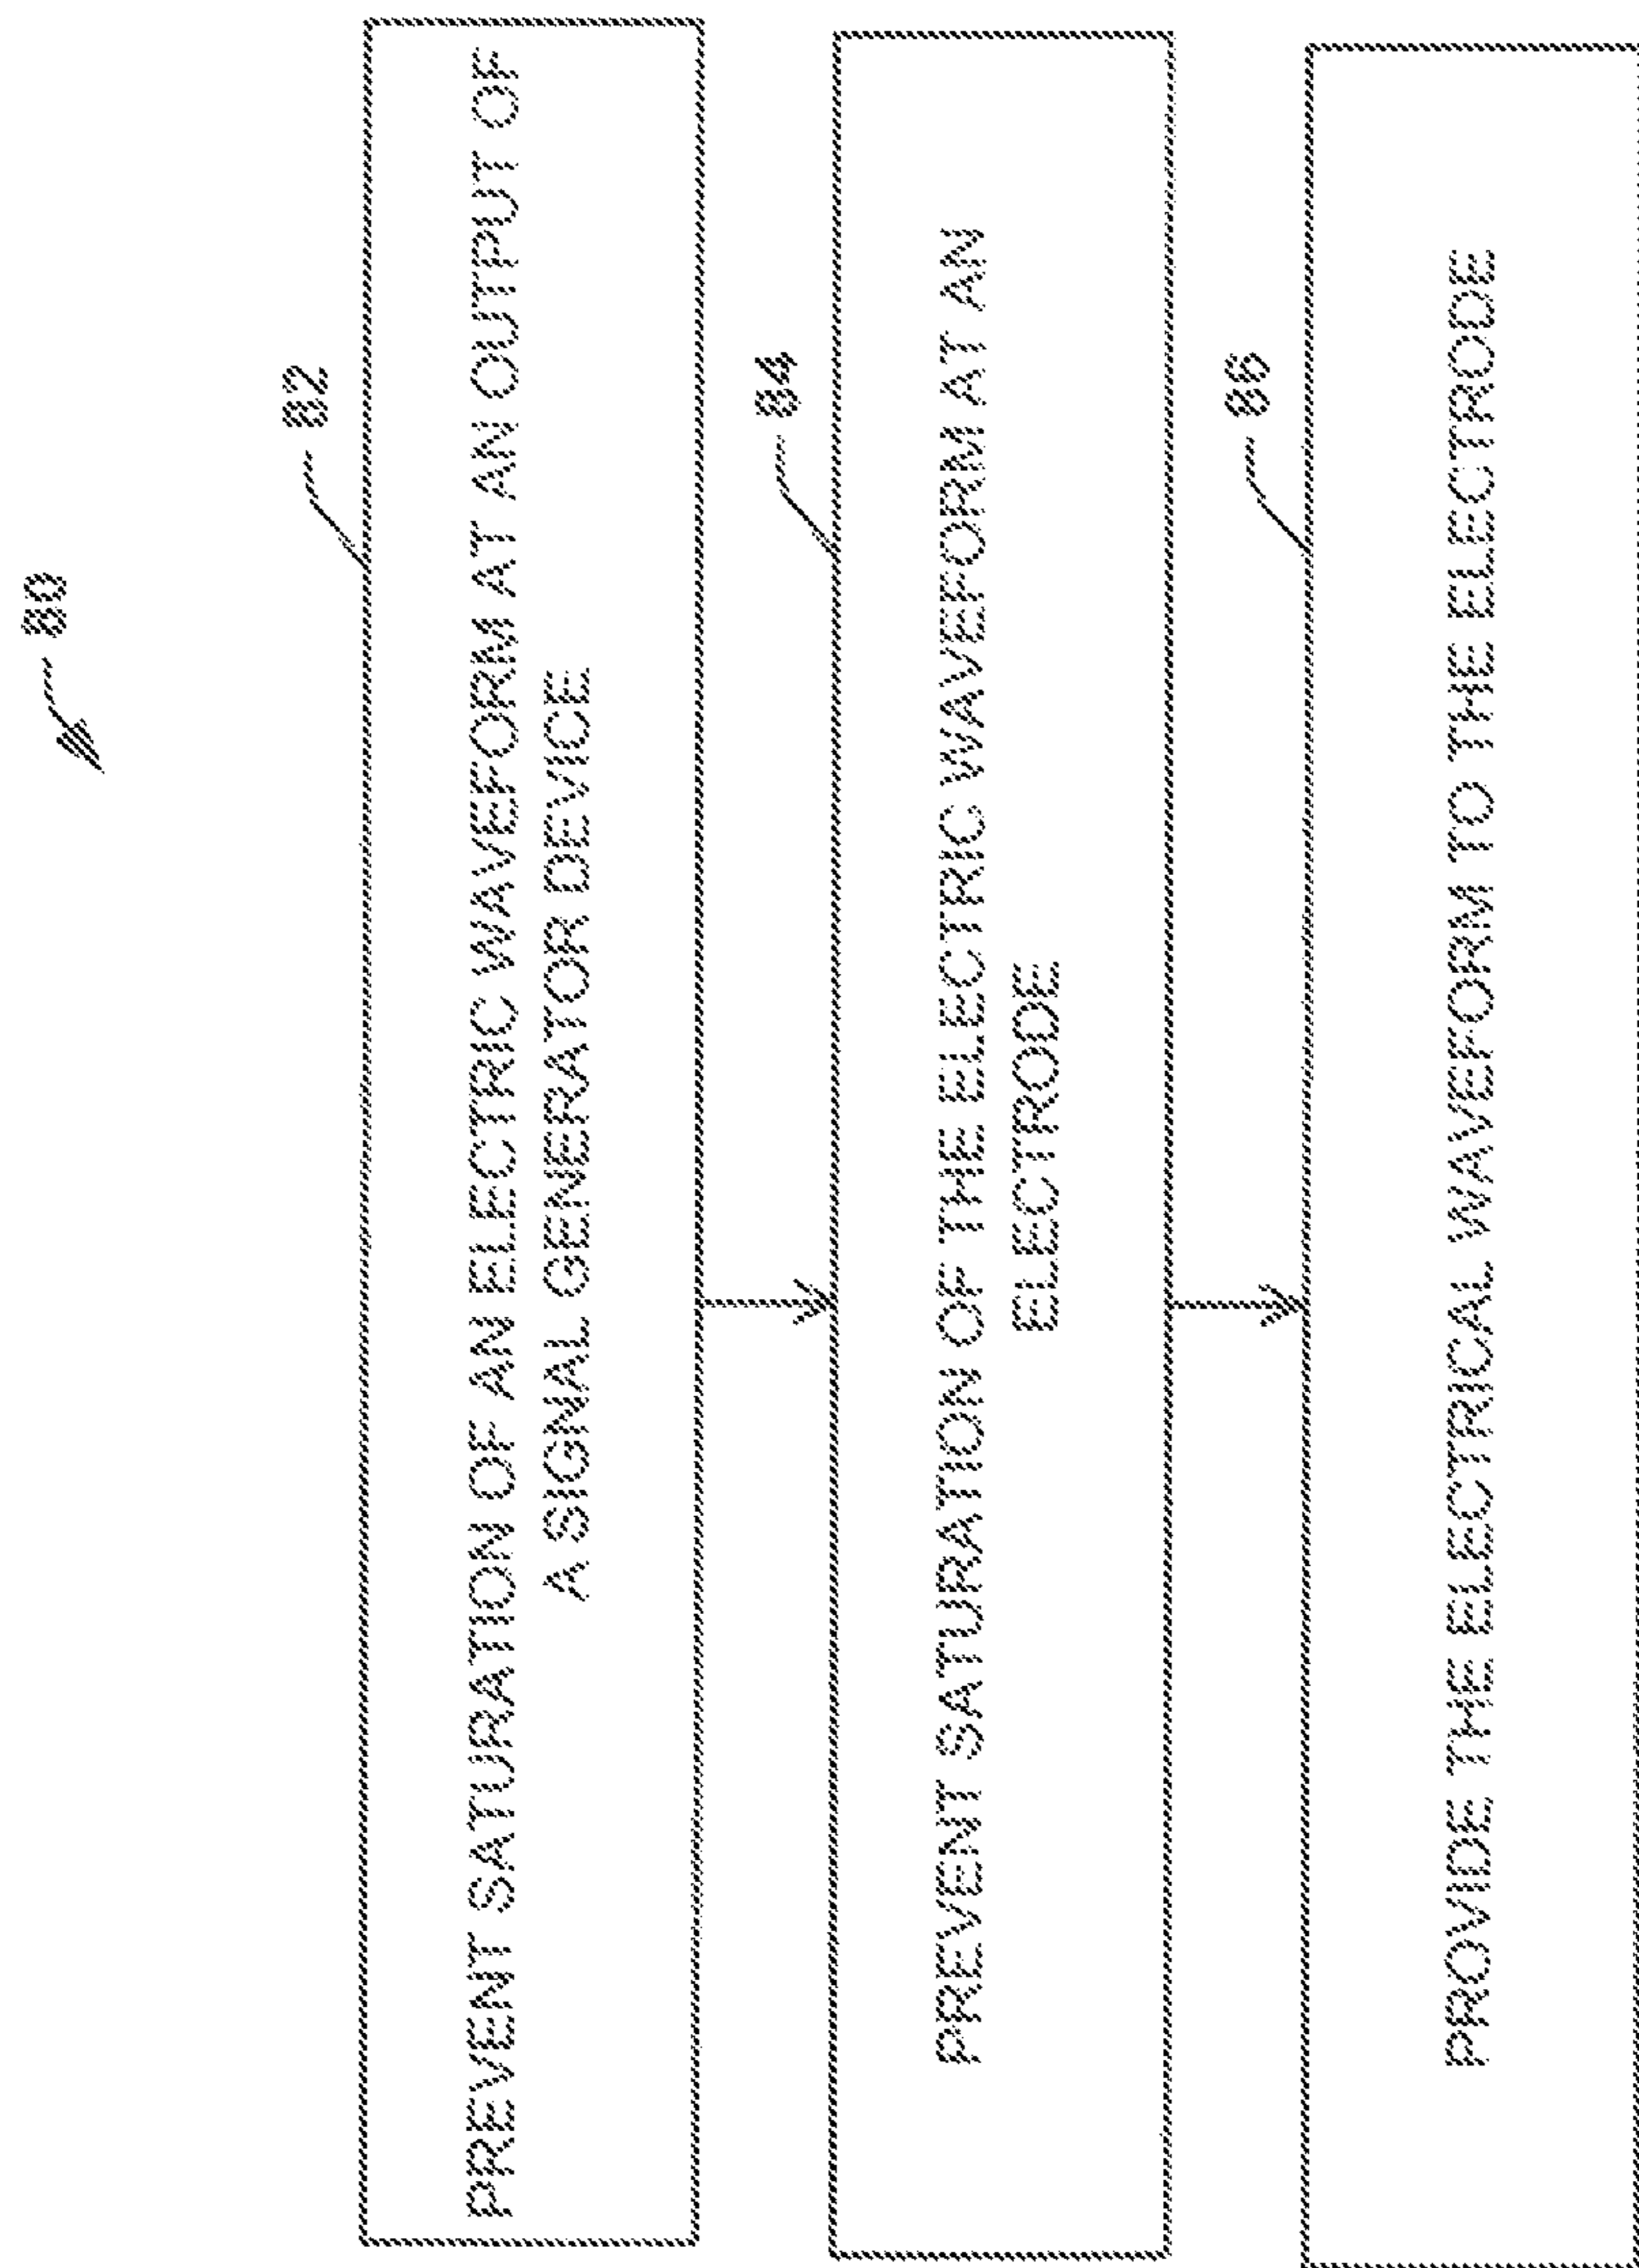 80
82
PREVENT SATURATION OF AN ELECTRIC WAVEFORM AT AN OUTPUT OF
A SIGNAL GENERATOR DEVICE
84
PREVENT SATURATION OF THE ELECTRIC WAVEFORM AT AN
ELECTRODE
86
PROVIDE THE ELECTRICAL WAVEFORM TO THE ELECTRODE